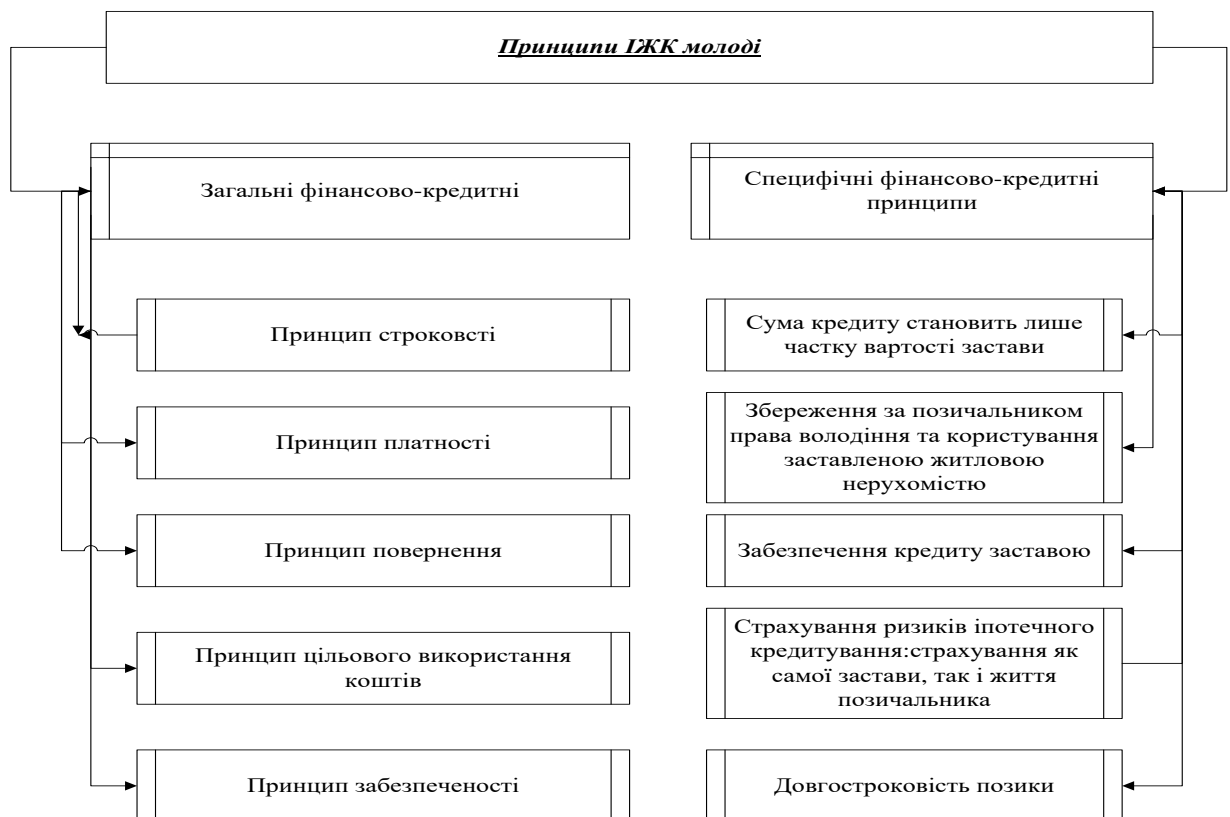 Принципи ІЖК молоді
Загальні фінансово-кредитні
Специфічні фінансово-кредитні
принципи
Принцип строковсті
Сума кредиту становить лише
частку вартості застави
Принцип платності
Збереження за позичальником
права володіння та користування
заставленою житловою
нерухомістю
Принцип повернення
Забезпечення кредиту заставою
Принцип цільового використання
коштів
Страхування ризиків іпотечного
кредитування:страхування як
самої застави, так і життя
позичальника
Принцип забезпеченості
Довгостроковість позики